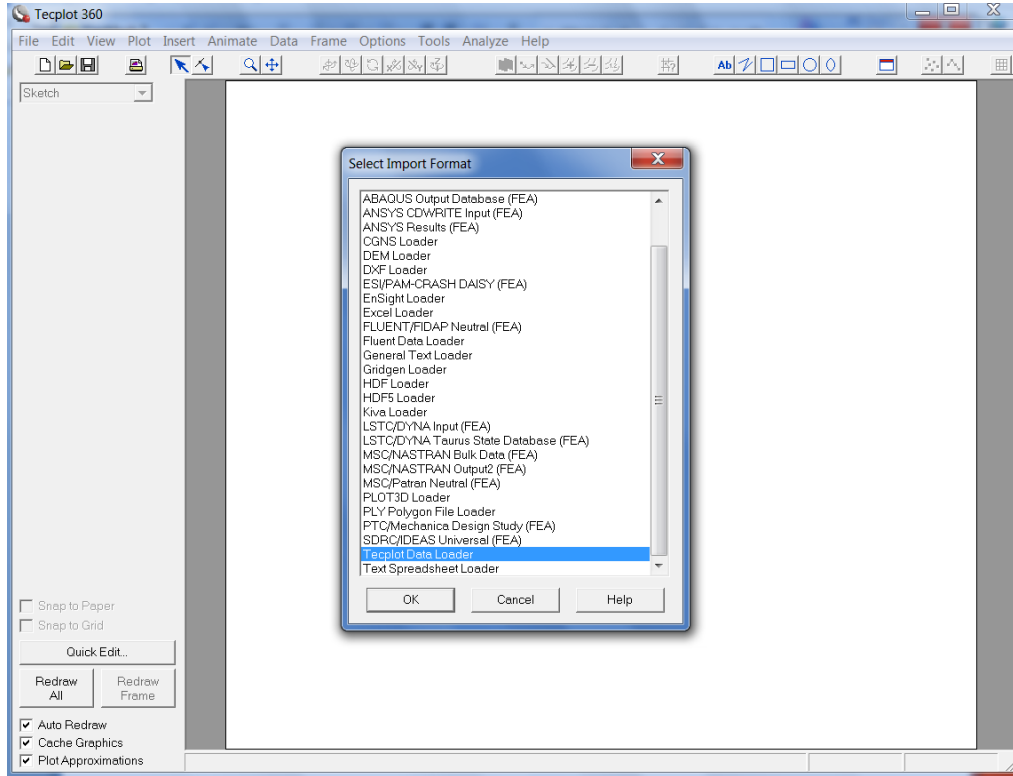 Tecplot 360
File Edit View Plot Insert Animate Data Frame Options Tools Analyze Help
Ab
Sketch
Select Import Format
ABAQUS Output Database (FEA)
ANSYS CDWRITE Input (FEA)
ANSYS Results (FEA)
CGNS Loader
DEM Loader
DXF Loader
ESI/PAM-CRASH DAISY (FEA)
EnSight Loader
Excel Loader
FLUENT/FIDAP Neutral (FEA)
Fluent Data Loader
General Text Loader
Gridgen Loader
HDF Loader
HDF5 Loader
Kiva Loader
LSTC/DYNA Input (FEA)
LSTC/DYNA Taurus State Database (FEA)
MSC/NASTRAN Bulk Data (FEA)
MSC/NASTRAN Output2 (FEA)
MSC/Patran Neutral (FEA)
PLOT3D Loader
PLY Polygon File Loader
PTC/Mechanica Design Study (FEA)
SDRC/IDEAS Universal (FEA)
Tecplot Data Loader
Text Spreadsheet Loader
OK Cancel Help
Snap to Paper
Snap to Grid
Quick Edit...
Redraw All
Redraw Frame
Auto Redraw
Cache Graphics
Plot Approximations